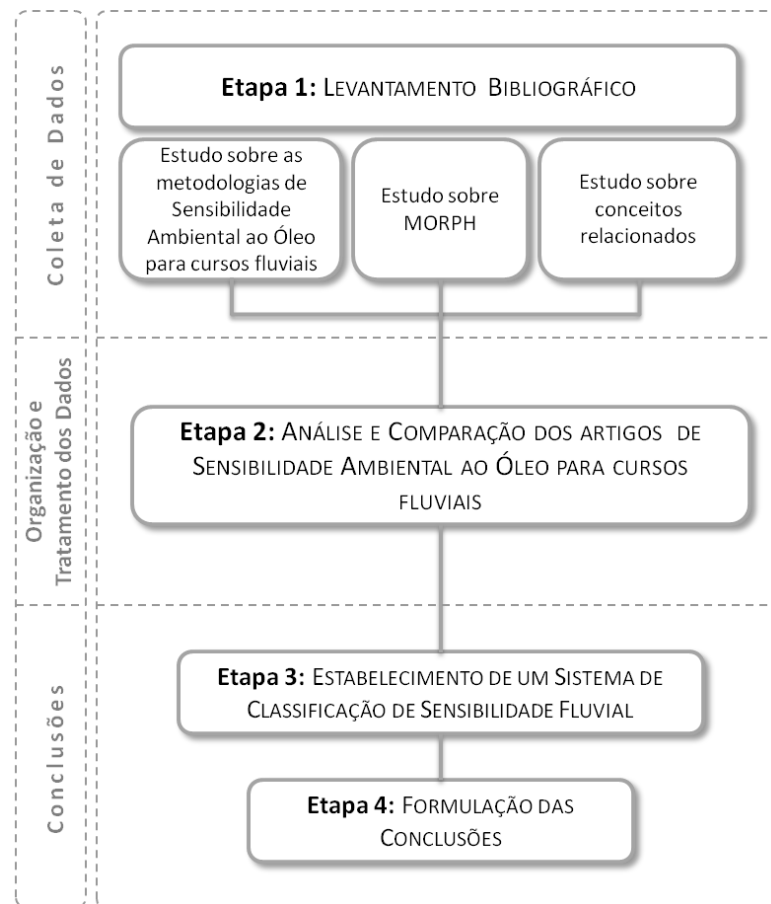 Coleta de Dados
Etapa 1: LEVANTAMENTO BIBLIOGRÁFICO
Estudo sobre as
metodologias de
Sensibilidade
Ambiental ao Óleo
para cursos fluviais
Estudo sobre
MORPH
Estudo sobre
conceitos
relacionados
Organização e
Tratamento dos Dados
Etapa 2: ANÁLISE E COMPARAÇÃO DOS ARTIGOS DE
SENSIBILIDADE AMBIENTAL AO ÓLEO PARA CURSOS
FLUVIAIS
Conclusões
Etapa 3: ESTABELECIMENTO DE UM SISTEMA DE
CLASSIFICAÇÃO DE SENSIBILIDADE FLUVIAL
Etapa 4: FORMULAÇÃO DAS
CONCLUSÕES